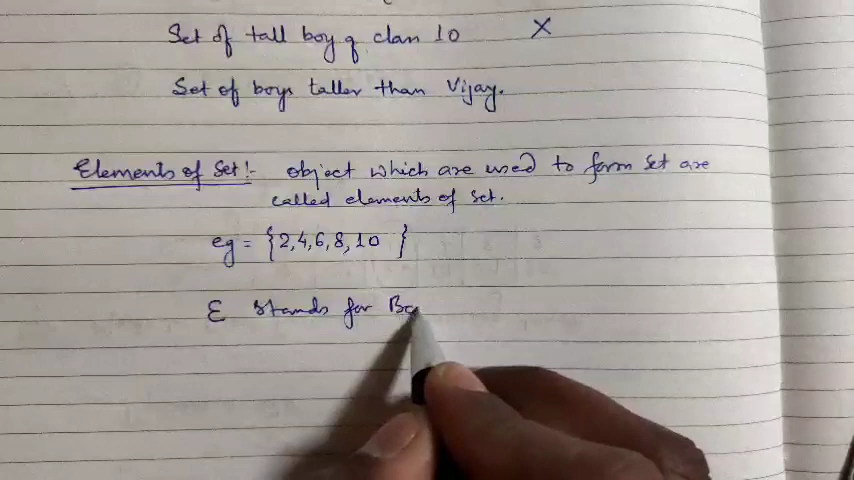 Set of tall boy of class 10 X
Set of boys taller than Vijay.
Elements of Set :- object which are used to form set are
called elements of set.
eg = {2,4,6,8,10 }
ε stands for